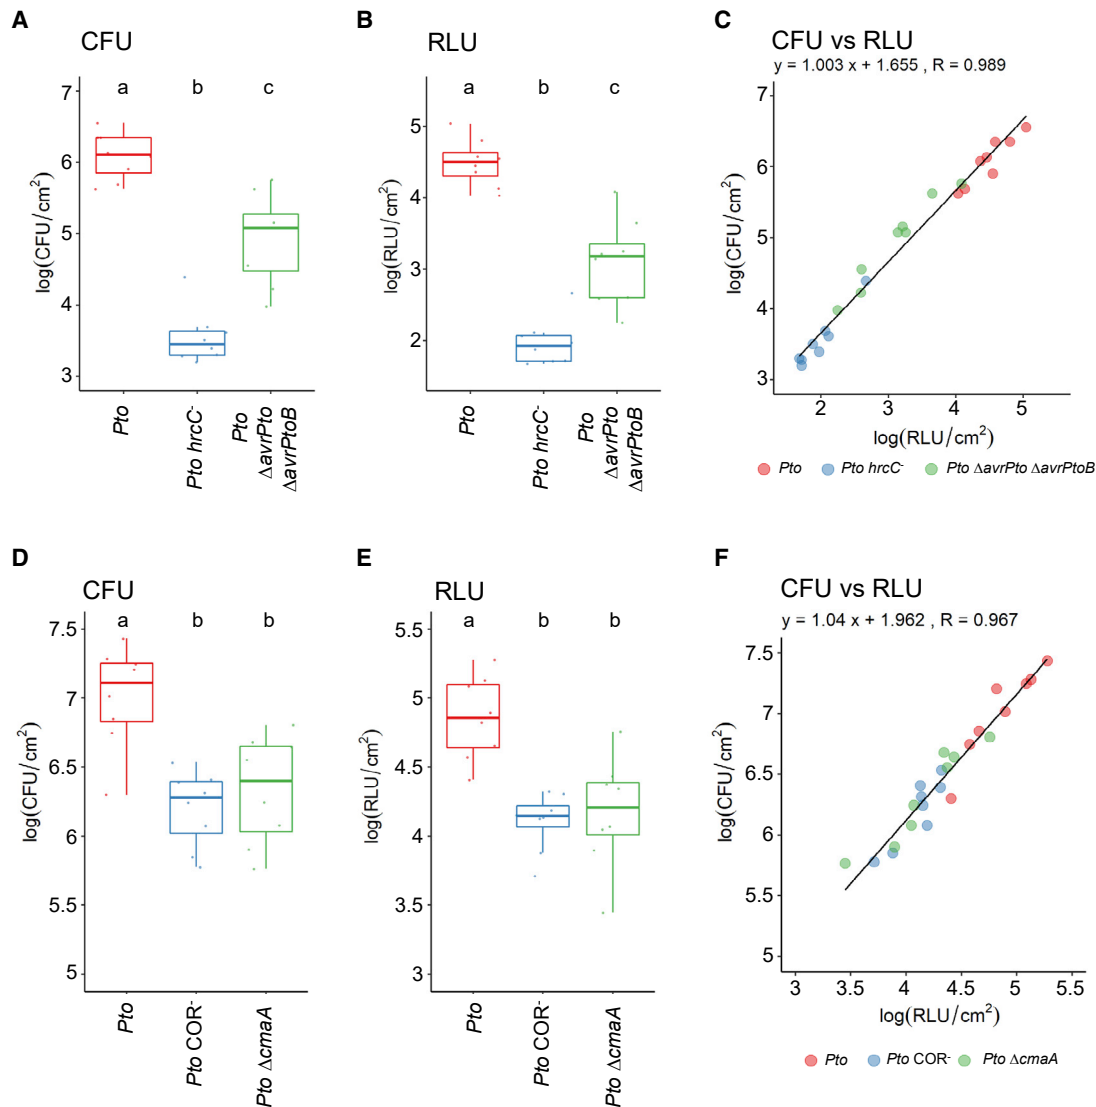 A
CFU
a b c
7
6
5
4
3
log(CFU/cm²)
Pto
Pto hrcC⁻
Pto
ΔavrPto
ΔavrPtoB
B
RLU
a b c
5
4
3
2
log(RLU/cm²)
Pto
Pto hrcC⁻
Pto
ΔavrPto
ΔavrPtoB
C
CFU vs RLU
y = 1.003 x + 1.655 , R = 0.989
7
6
5
4
3
log(CFU/cm²)
2 3 4 5
log(RLU/cm²)
Pto Pto hrcC⁻ Pto ΔavrPto ΔavrPtoB
D
CFU
a b b
7.5
7
6.5
6
5.5
5
log(CFU/cm²)
Pto
Pto COR⁻
Pto ΔcmaA
E
RLU
a b b
5.5
5
4.5
4
3.5
3
log(RLU/cm²)
Pto
Pto COR⁻
Pto ΔcmaA
F
CFU vs RLU
y = 1.04 x + 1.962 , R = 0.967
7.5
7
6.5
6
5.5
5
log(CFU/cm²)
3 3.5 4 4.5 5 5.5
log(RLU/cm²)
Pto Pto COR⁻ Pto ΔcmaA